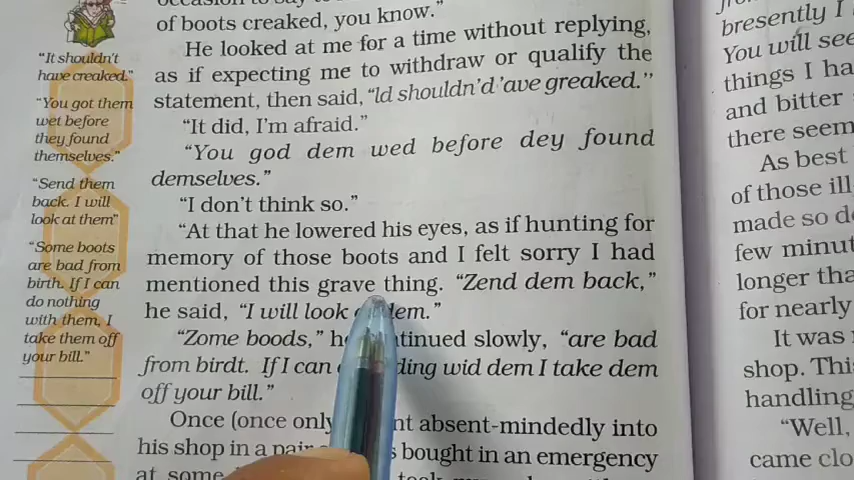 of boots creaked, you know."
He looked at me for a time without replying,
as if expecting me to withdraw or qualify the
statement, then said, "Id shouldn'd 'ave greaked."
"It did, I'm afraid."
"You god dem wed before dey found
demselves."
"I don't think so."
"At that he lowered his eyes, as if hunting for
memory of those boots and I felt sorry I had
mentioned this grave thing. "Zend dem back,"
he said, "I will look dem."
"Zome boods," slowly, "are bad
from birdt. If I can wid dem I take dem
off your bill."
Once (once only absent-mindedly into
his shop in a bought in an emergency
at some
"It shouldn't
have creaked."
"You got them
wet before
they found
themselves."
"Send them
back. I will
look at them"
"Some boots
are bad from
birth. If I can
do nothing
with them, I
take them off
your bill."
presently I
You will see
things I ha
and bitter
there seem
As best
of those ill
made so d
few minut
longer tha
for nearly
It was
shop. Thi
handling
"Well,
came clo